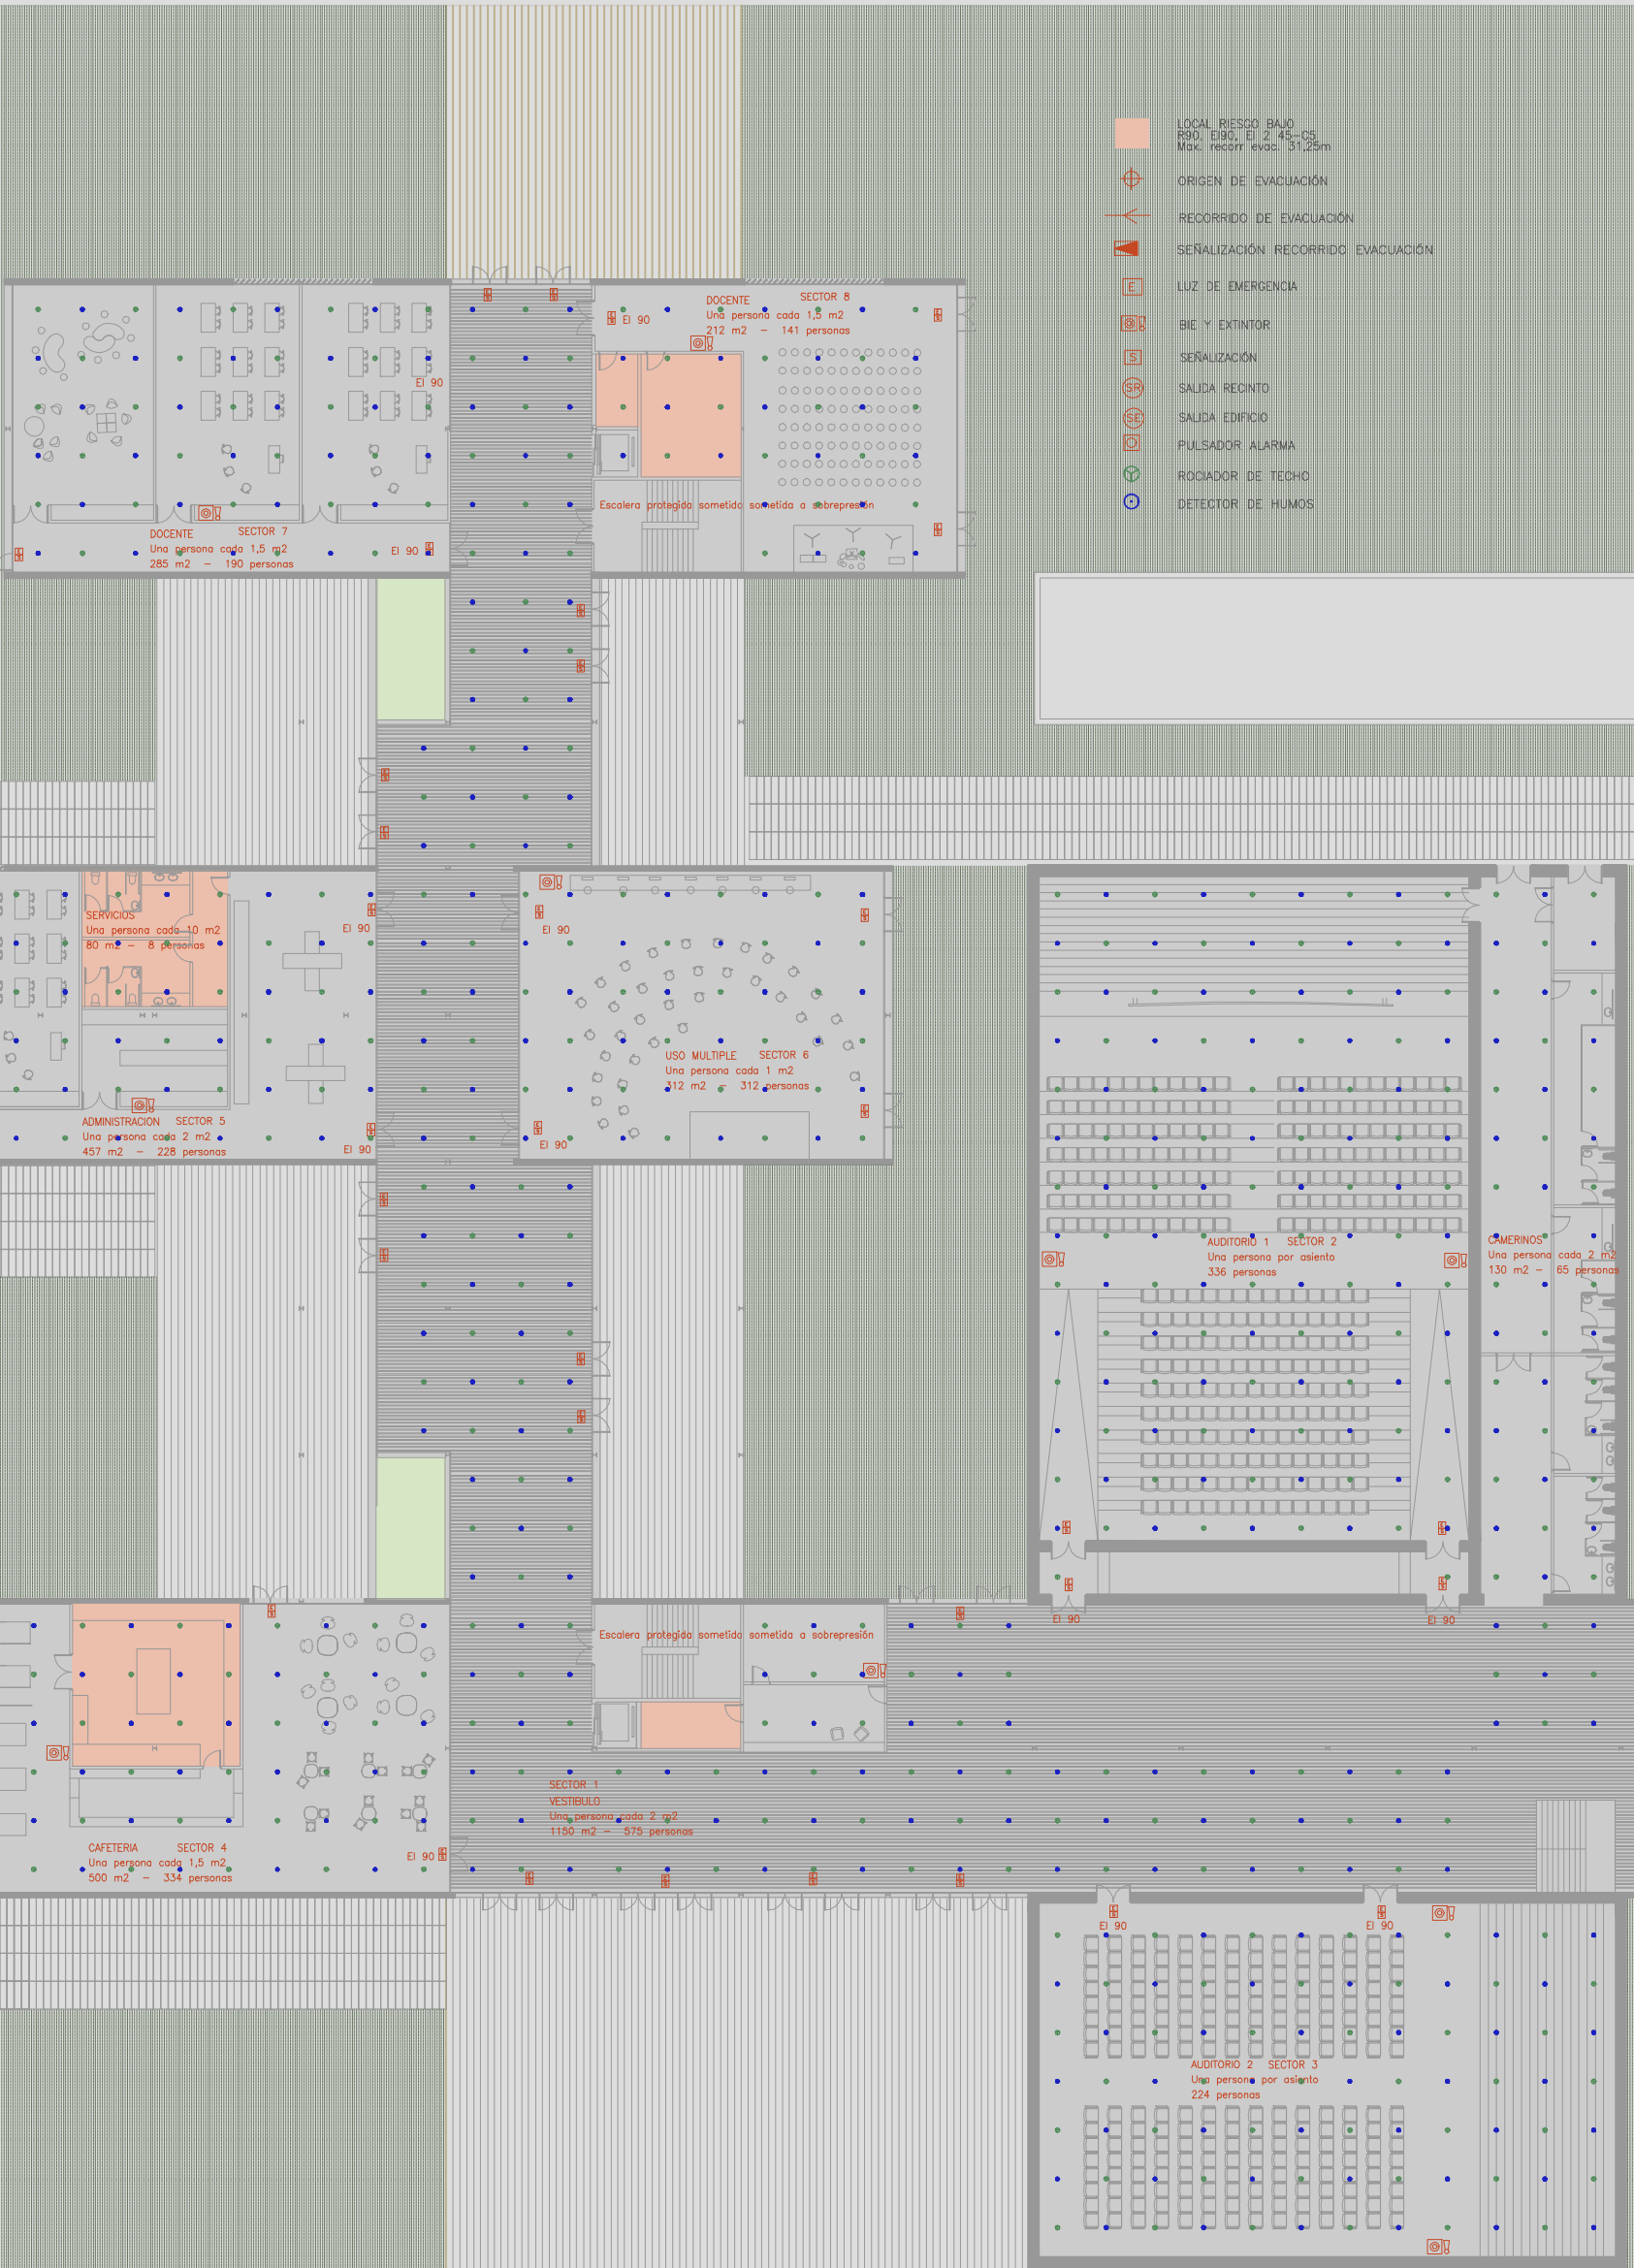 LOCAL RIESGO BAJO
R90, EI90, EI 2 45-C5
Max. recorr evac. 31,25m
ORIGEN DE EVACUACIÓN
RECORRIDO DE EVACUACIÓN
SEÑALIZACIÓN RECORRIDO EVACUACIÓN
E LUZ DE EMERGENCIA
BIE Y EXTINTOR
S SEÑALIZACIÓN
SR SALIDA RECINTO
SE SALIDA EDIFICIO
PULSADOR ALARMA
ROCIADOR DE TECHO
DETECTOR DE HUMOS
DOCENTE SECTOR 8
Una persona cada 1,5 m2
212 m2 - 141 personas
EI 90
EI 90
Escalera protegida sometido sometida a sobrepresión
DOCENTE SECTOR 7
Una persona cada 1,5 m2
285 m2 - 190 personas
EI 90
SERVICIOS
Una persona cada 10 m2
80 m2 - 8 personas
EI 90
EI 90
USO MULTIPLE SECTOR 6
Una persona cada 1 m2
312 m2 - 312 personas
ADMINISTRACION SECTOR 5
Una persona cada 2 m2
457 m2 - 228 personas
EI 90
EI 90
AUDITORIO 1 SECTOR 2
Una persona por asiento
336 personas
CAMERINOS
Una persona cada 2 m2
130 m2 - 65 personas
EI 90
EI 90
Escalera protegida sometido sometida a sobrepresión
SECTOR 1
VESTIBULO
Una persona cada 2 m2
1150 m2 - 575 personas
CAFETERIA SECTOR 4
Una persona cada 1,5 m2
500 m2 - 334 personas
EI 90
EI 90
EI 90
AUDITORIO 2 SECTOR 3
Una persona por asiento
224 personas